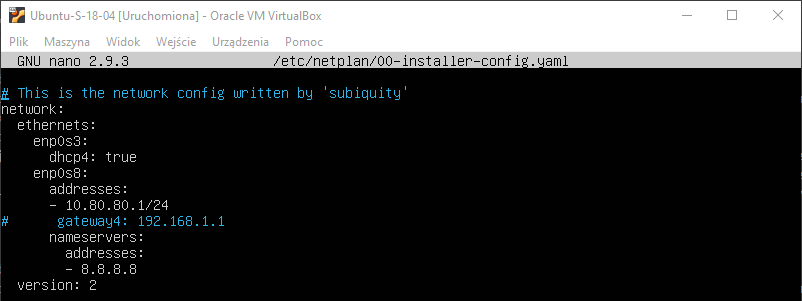 Ubuntu-S-18-04 [Uruchomiona] - Oracle VM VirtualBox
Plik Maszyna Widok Wejście Urządzenia Pomoc
GNU nano 2.9.3 /etc/netplan/00-installer-config.yaml
# This is the network config written by 'subiquity'
network:
  ethernets:
    enp0s3:
      dhcp4: true
    enp0s8:
      addresses:
      - 10.80.80.1/24
#      gateway4: 192.168.1.1
      nameservers:
        addresses:
        - 8.8.8.8
  version: 2